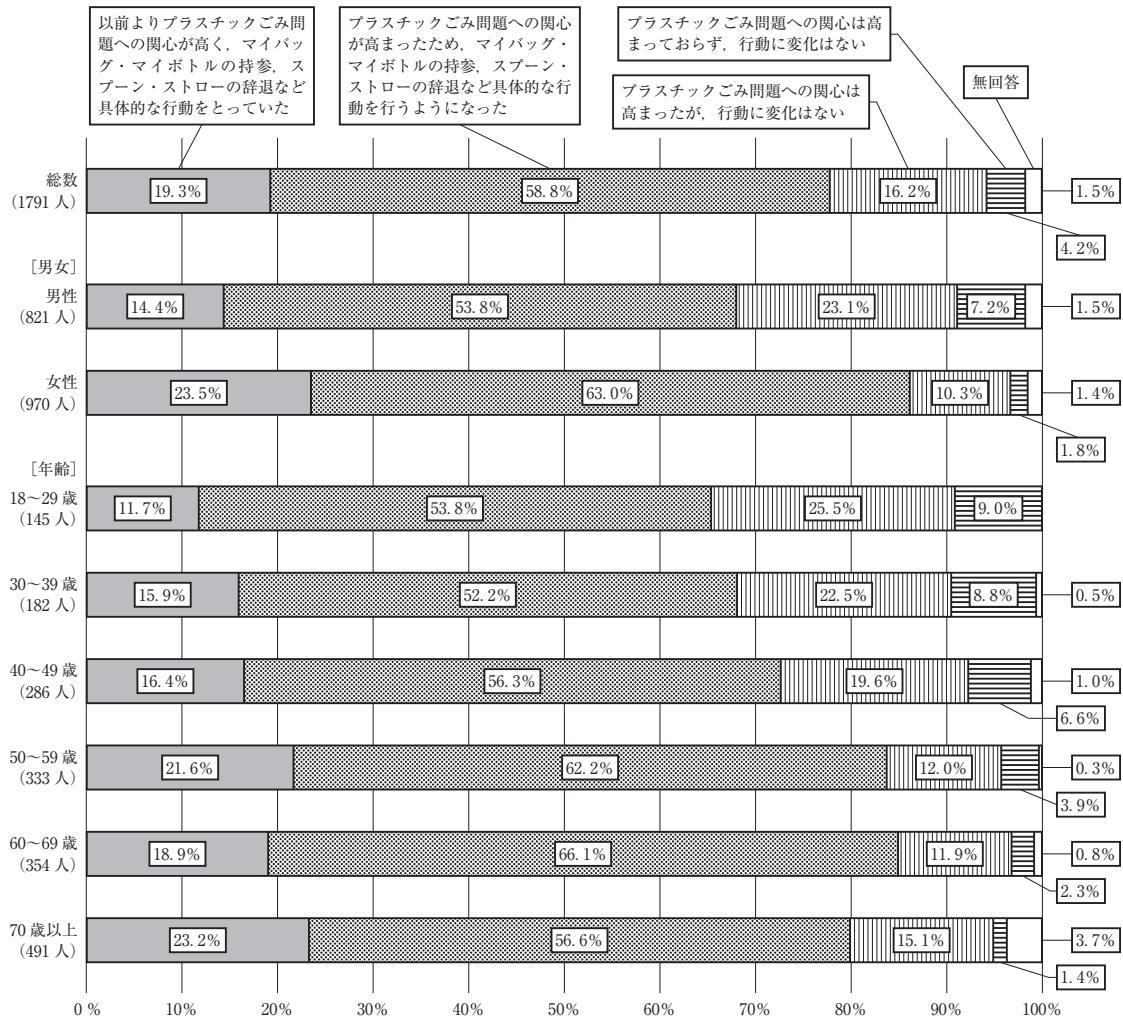 以前よりプラスチックごみ問
題への関心が高く，マイバッ
グ・マイボトルの持参，ス
プーン・ストローの辞退など
具体的な行動をとっていた
プラスチックごみ問題への関心
が高まったため，マイバッグ・
マイボトルの持参，スプーン・
ストローの辞退など具体的な行
動を行うようになった
プラスチックごみ問題への関心は高
まっておらず，行動に変化はない
プラスチックごみ問題への関心は
高まったが，行動に変化はない
無回答
総数
（1791 人）
19.3%
58.8%
16.2%
1.5%
4.2%
［男女］
男性
（821 人）
14.4%
53.8%
23.1%
7.2%
1.5%
女性
（970 人）
23.5%
63.0%
10.3%
1.4%
1.8%
［年齢］
18～29 歳
（145 人）
11.7%
53.8%
25.5%
9.0%
30～39 歳
（182 人）
15.9%
52.2%
22.5%
8.8%
0.5%
40～49 歳
（286 人）
16.4%
56.3%
19.6%
1.0%
6.6%
50～59 歳
（333 人）
21.6%
62.2%
12.0%
0.3%
3.9%
60～69 歳
（354 人）
18.9%
66.1%
11.9%
0.8%
2.3%
70 歳以上
（491 人）
23.2%
56.6%
15.1%
3.7%
1.4%
0% 10% 20% 30% 40% 50% 60% 70% 80% 90% 100%